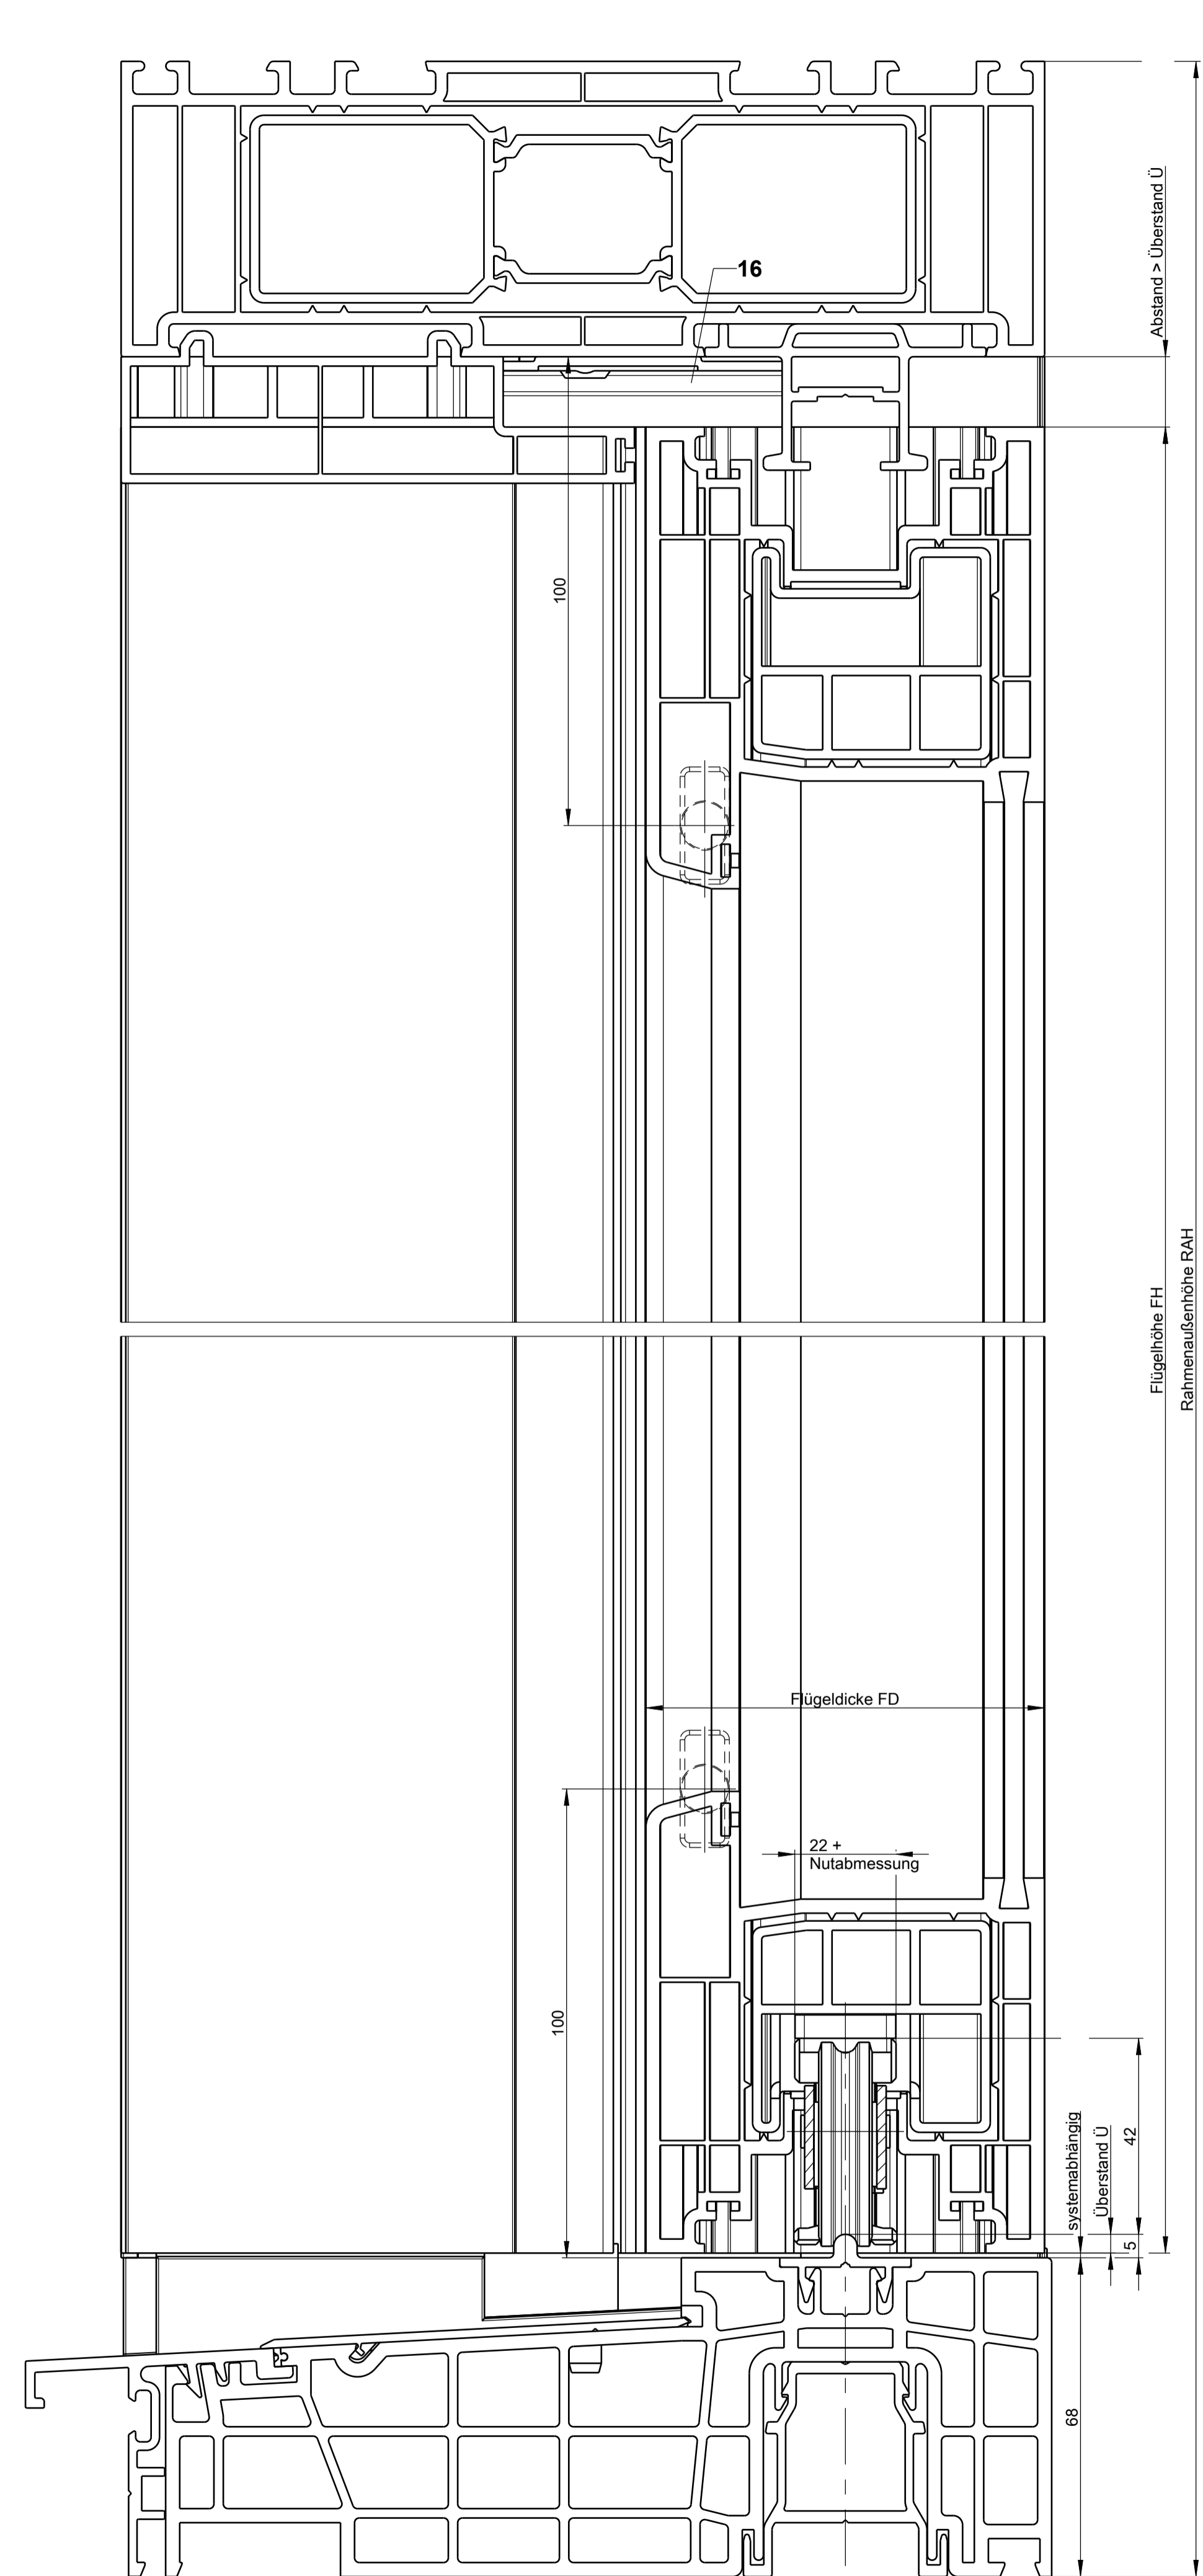 16
Abstand > Überstand Ü
100
Flügelhöhe FH
Rahmenaußenhöhe RAH
Flügeldicke FD
22 +
Nutabmessung
100
systemabhängig
Überstand Ü
42
5
68